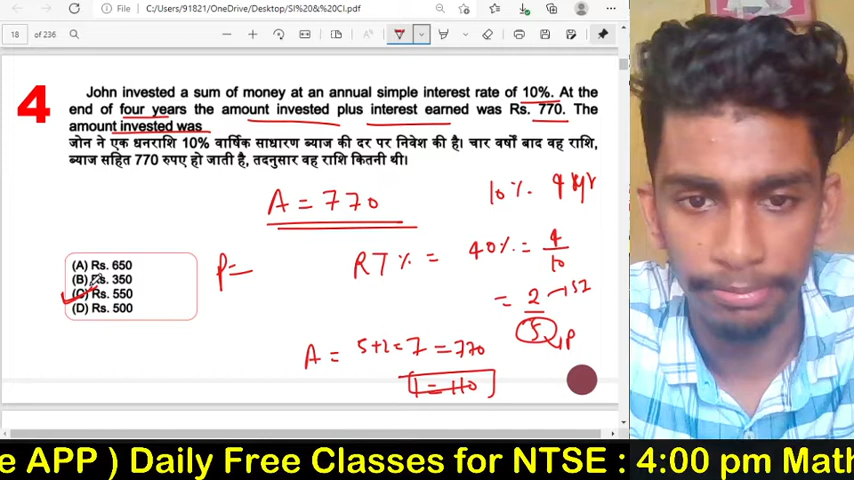 File
C:/Users/91821/OneDrive/Desktop/SI%20&%20CI.pdf
18 of 236
4
John invested a sum of money at an annual simple interest rate of 10%. At the
end of four years the amount invested plus interest earned was Rs. 770. The
amount invested was
जोन ने एक धनराशि 10% वार्षिक साधारण ब्याज की दर पर निवेश की है। चार वर्षों बाद वह राशि,
ब्याज सहित 770 रुपए हो जाती है, तदनुसार वह राशि कितनी थी।
A = 770
10%. 4 yr
RT% = 40% = 4/10
= 2/5
SI
P
P=
(A) Rs. 650
(B) Rs. 350
(C) Rs. 550
(D) Rs. 500
A = 5+2=7 = 770
1 = 110
e APP ) Daily Free Classes for NTSE : 4:00 pm Math